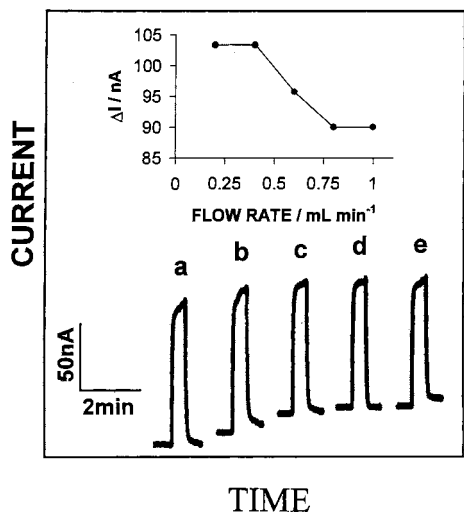 105
100
95
90
85
ΔI / nA
0 0.25 0.5 0.75 1
FLOW RATE / mL min⁻¹
CURRENT
a b c d e
50nA
2min
TIME